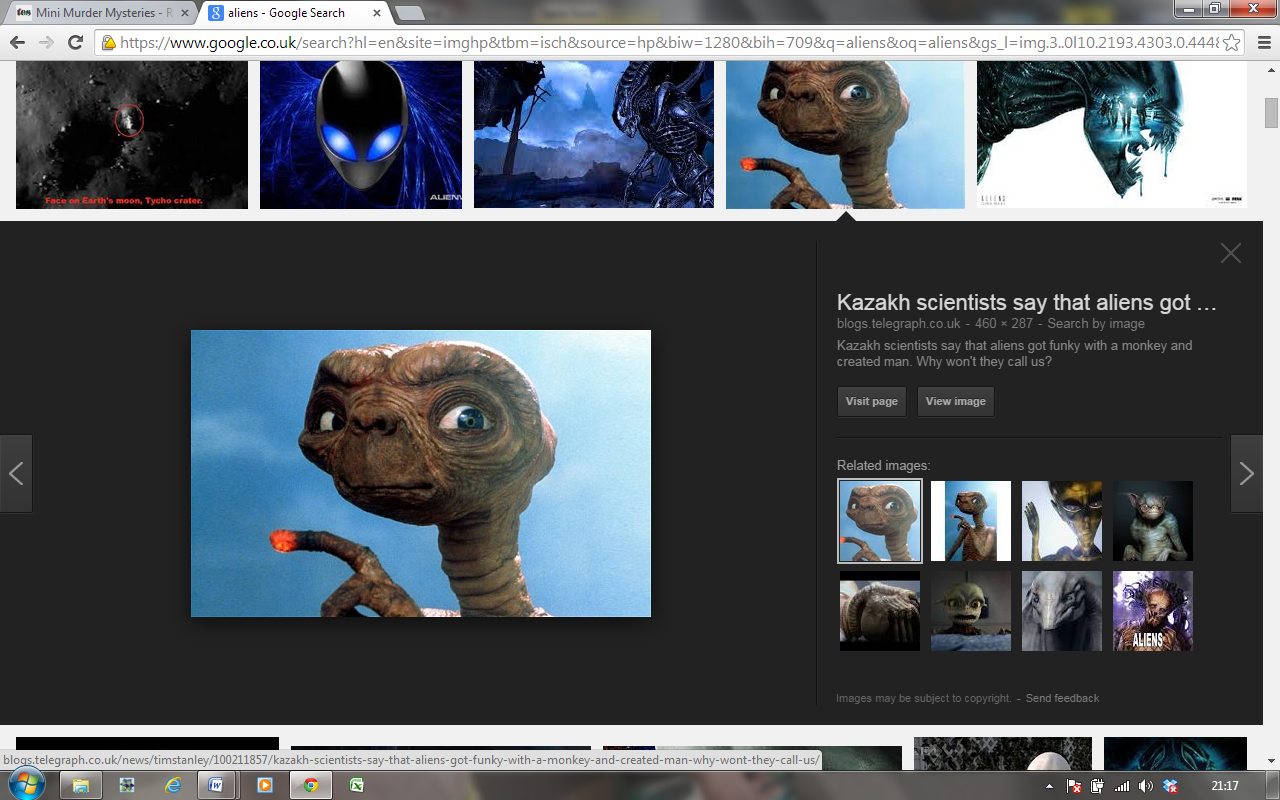 tes Mini Murder Mysteries - R
aliens - Google Search
https://www.google.co.uk/search?hl=en&site=imghp&tbm=isch&source=hp&biw=1280&bih=709&q=aliens&oq=aliens&gs_l=img.3..0l10.2193.4303.0.4448
Face on Earth's moon, Tycho crater.
ALIENW
ALIENS
Kazakh scientists say that aliens got …
blogs.telegraph.co.uk - 460 × 287 - Search by image
Kazakh scientists say that aliens got funky with a monkey and
created man. Why won't they call us?
Visit page
View image
Related images:
ALIENS
Images may be subject to copyright. - Send feedback
blogs.telegraph.co.uk/news/timstanley/100211857/kazakh-scientists-say-that-aliens-got-funky-with-a-monkey-and-created-man-why-wont-they-call-us/
21:17